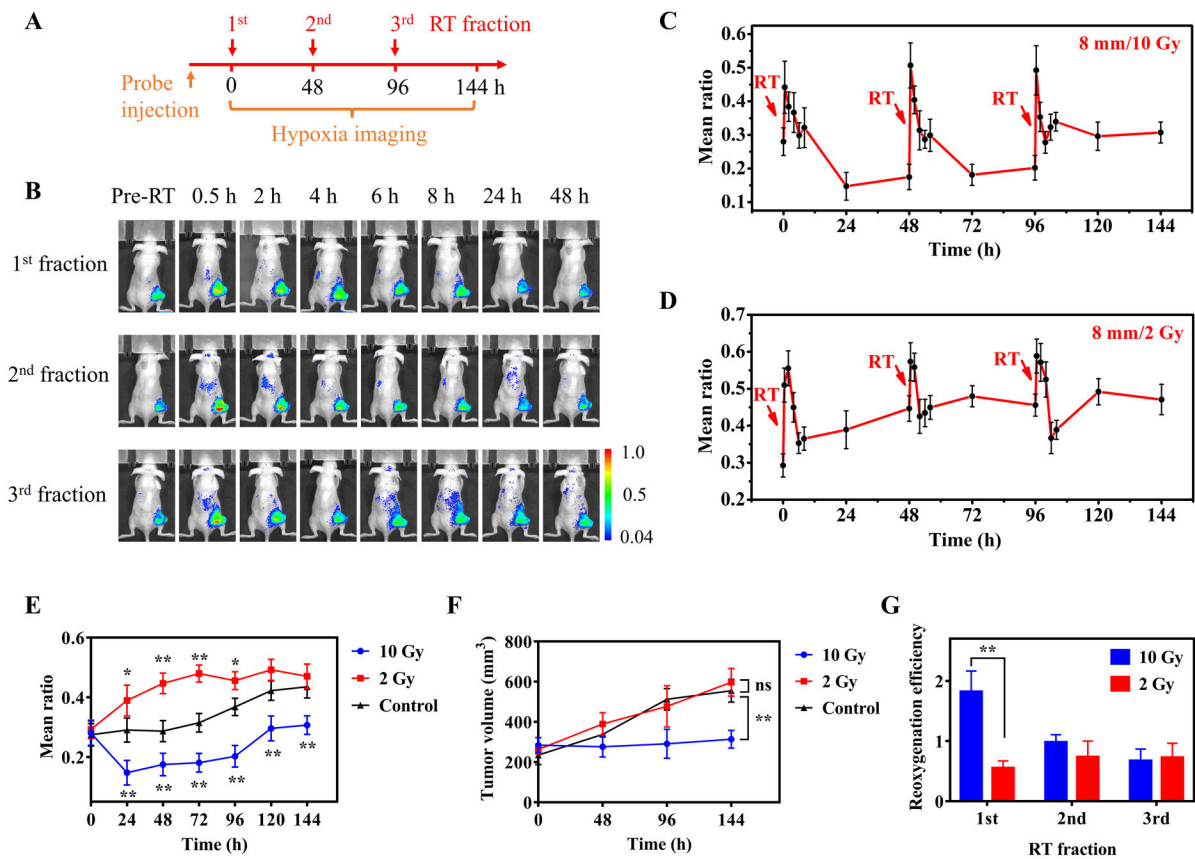 A
1st 2nd 3rd RT fraction
Probe injection
0 48 96 144 h
Hypoxia imaging
B
Pre-RT 0.5 h 2 h 4 h 6 h 8 h 24 h 48 h
1st fraction
2nd fraction
3rd fraction
1.0
0.5
0.04
C
8 mm/10 Gy
RT RT RT
Mean ratio
0.6
0.5
0.4
0.3
0.2
0.1
0 24 48 72 96 120 144
Time (h)
D
8 mm/2 Gy
RT RT RT
Mean ratio
0.7
0.6
0.5
0.4
0.3
0.2
0 24 48 72 96 120 144
Time (h)
E
Mean ratio
0.6
0.4
0.2
* ** ** *
** ** ** ** ** **
10 Gy
2 Gy
Control
0 24 48 72 96 120 144
Time (h)
F
Tumor volume (mm3)
800
600
400
200
0
10 Gy
2 Gy
Control
ns
**
0 48 96 144
Time (h)
G
Reoxygenation efficiency
2
1
0
**
10 Gy
2 Gy
1st 2nd 3rd
RT fraction